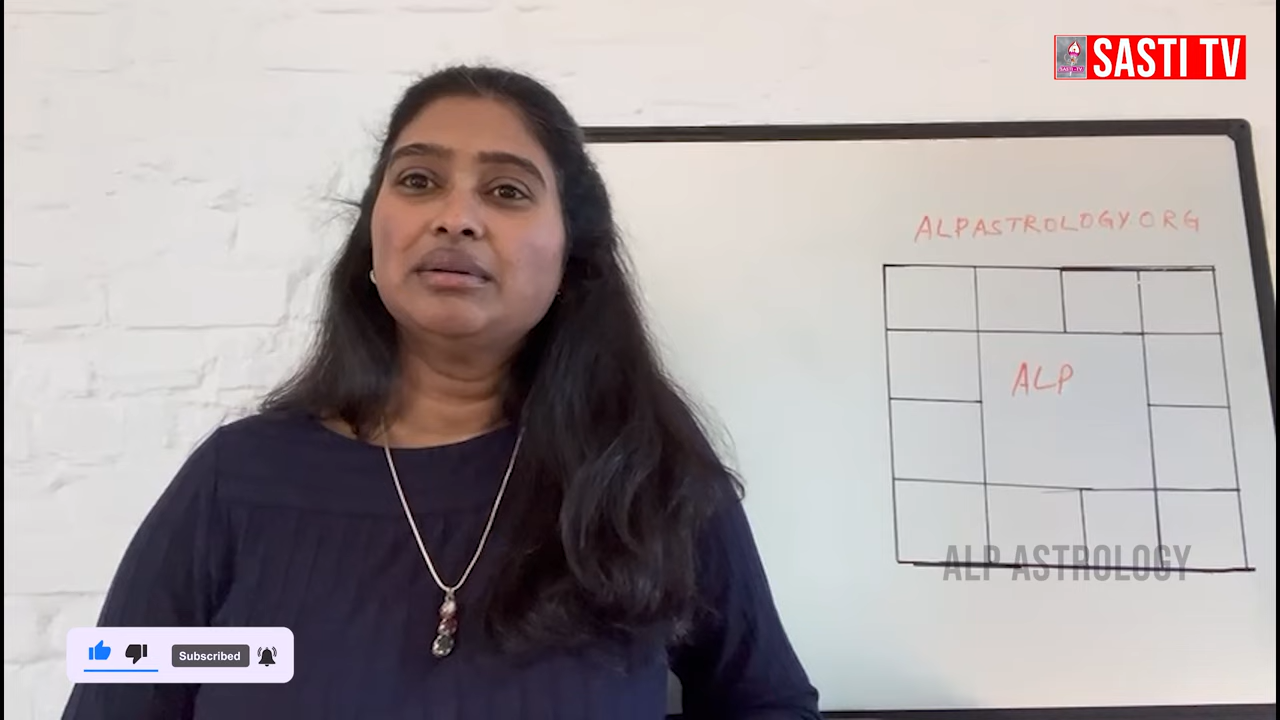 SASTI TV
ALPASTROLOGY ORG
ALP
ALP ASTROLOGY
Subscribed